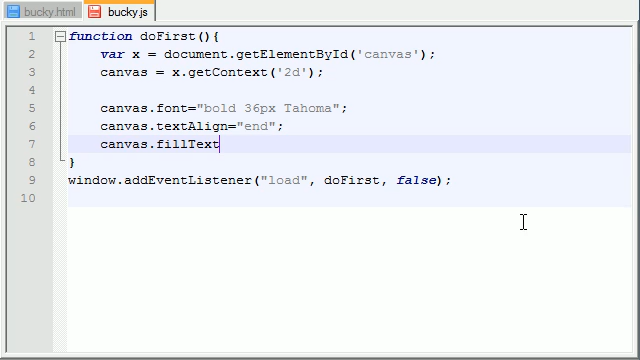 bucky.html bucky.js
1 function doFirst(){
2 var x = document.getElementById('canvas');
3 canvas = x.getContext('2d');
4
5 canvas.font="bold 36px Tahoma";
6 canvas.textAlign="end";
7 canvas.fillText
8 }
9 window.addEventListener("load", doFirst, false);
10